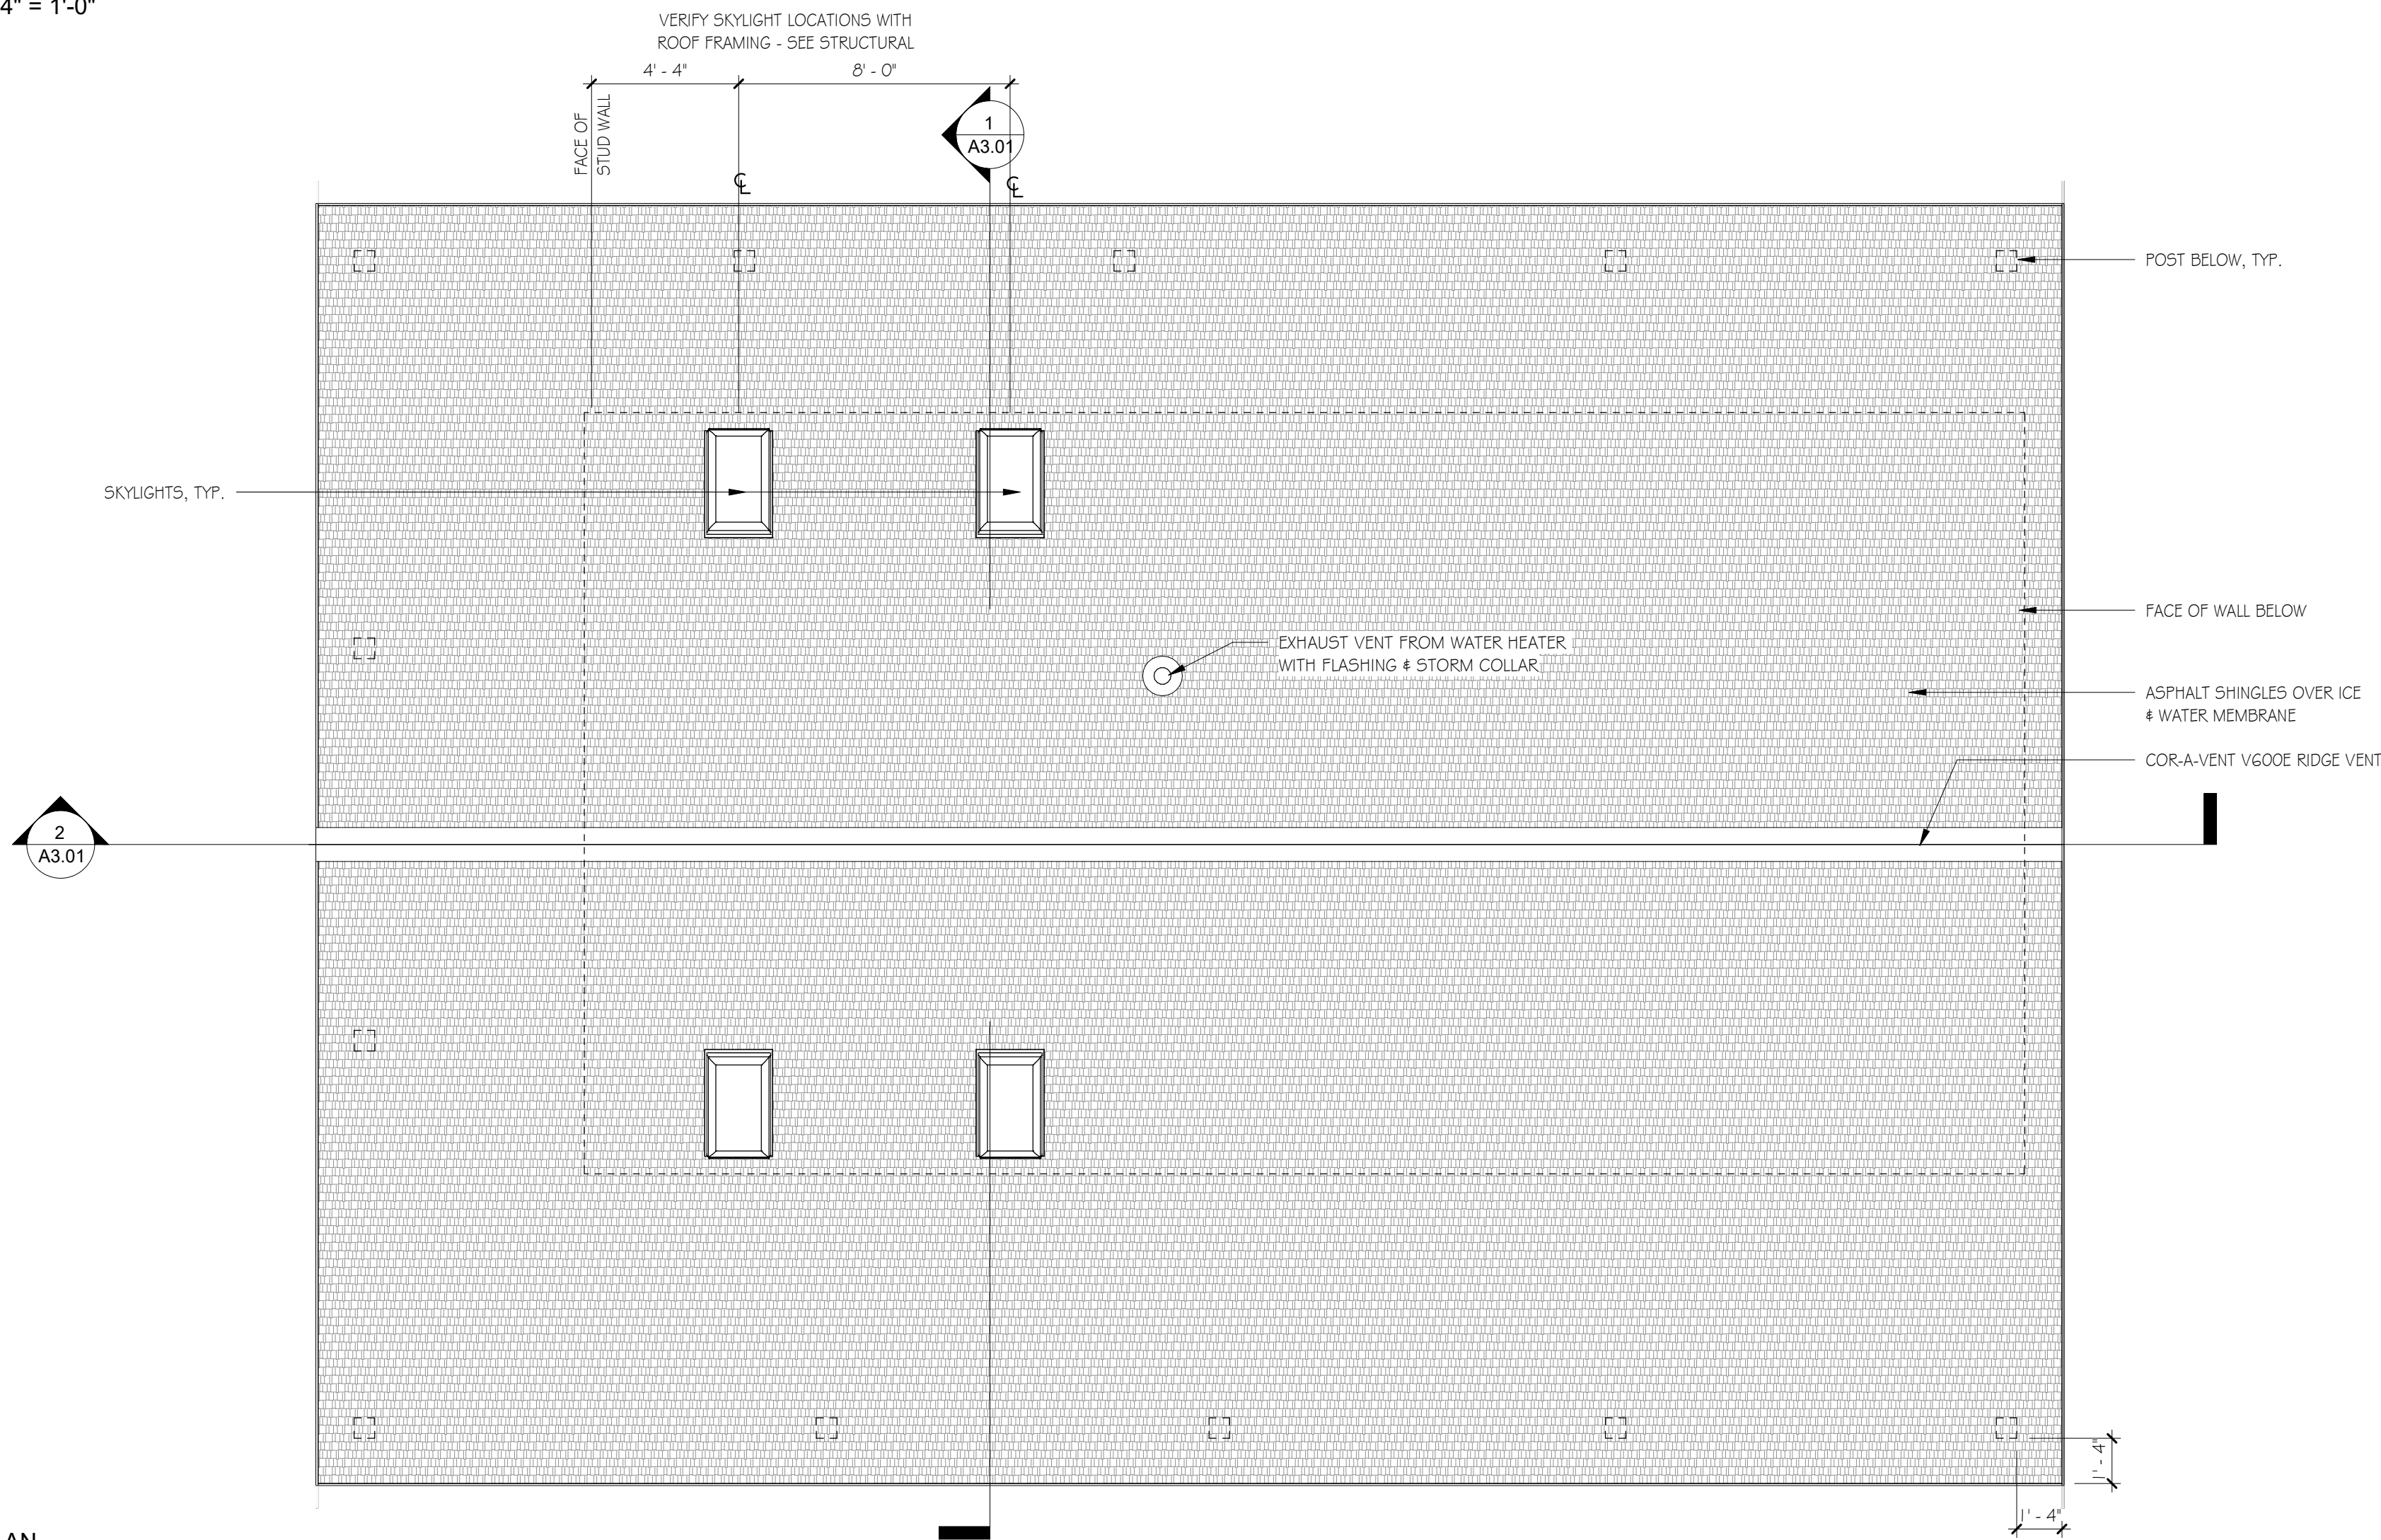 4" = 1'-0"
VERIFY SKYLIGHT LOCATIONS WITH
ROOF FRAMING - SEE STRUCTURAL
4' - 4"
8' - 0"
FACE OF
STUD WALL
1
A3.01
℄
℄
POST BELOW, TYP.
SKYLIGHTS, TYP.
FACE OF WALL BELOW
EXHAUST VENT FROM WATER HEATER
WITH FLASHING & STORM COLLAR
ASPHALT SHINGLES OVER ICE
& WATER MEMBRANE
COR-A-VENT V600E RIDGE VENT
2
A3.01
1' - 4"
1' - 4"
AN